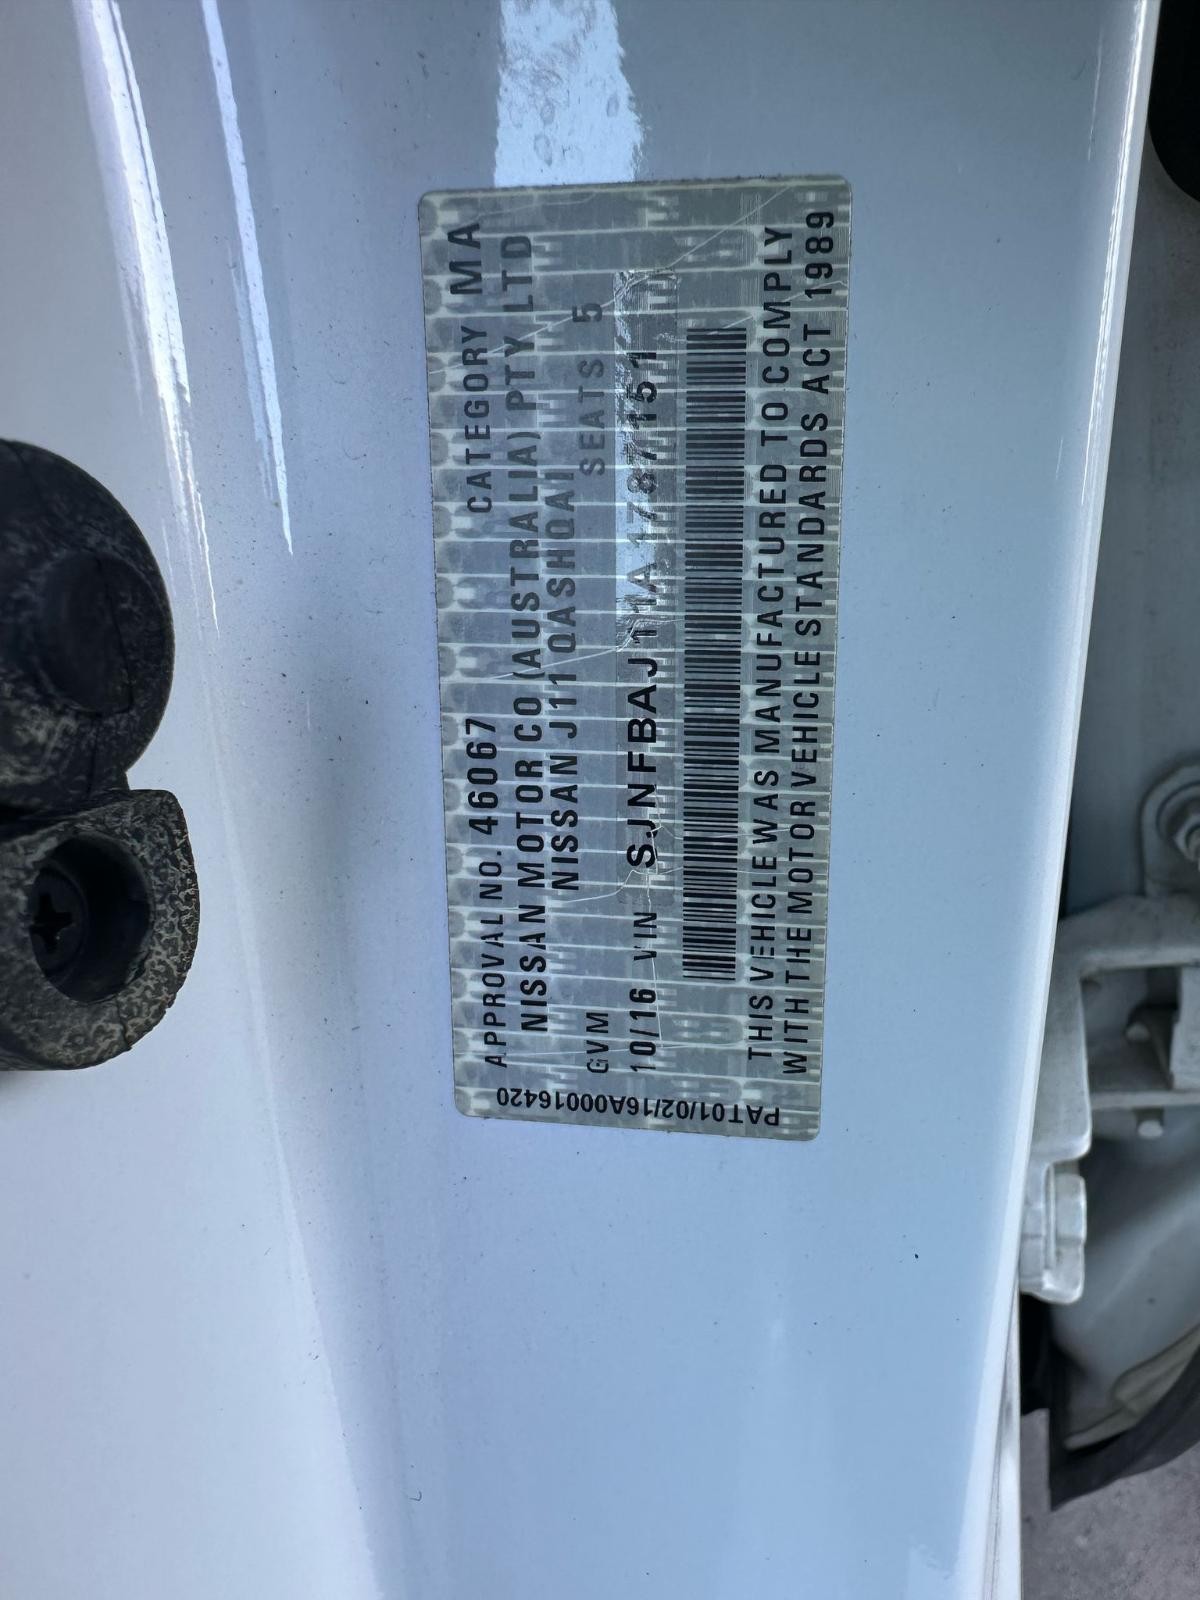 APPROVAL NO. 46067 CATEGORY MA
NISSAN MOTOR CO (AUSTRALIA) PTY LTD
NISSAN J11 QASHQAI
GVM SEATS 5
10/16 VIN SJNFBAJ11A1787151
THIS VEHICLE WAS MANUFACTURED TO COMPLY
WITH THE MOTOR VEHICLE STANDARDS ACT 1989
PAT01/02/16A00016420